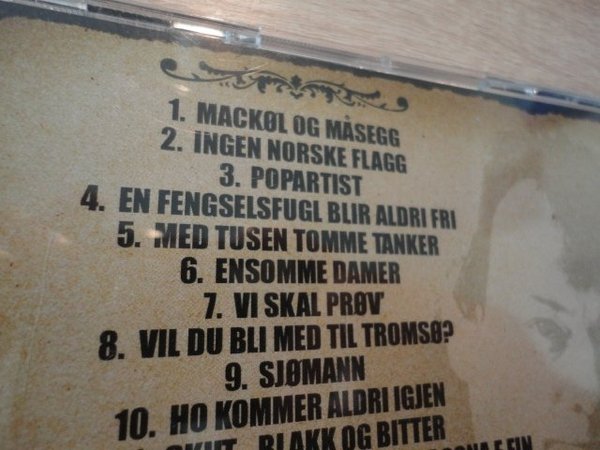 1. MACKØL OG MÅSEGG
2. INGEN NORSKE FLAGG
3. POPARTIST
4. EN FENGSELSFUGL BLIR ALDRI FRI
5. MED TUSEN TOMME TANKER
6. ENSOMME DAMER
7. VI SKAL PRØV'
8. VIL DU BLI MED TIL TROMSØ?
9. SJØMANN
10. HO KOMMER ALDRI IGJEN
BLAKK OG BITTER